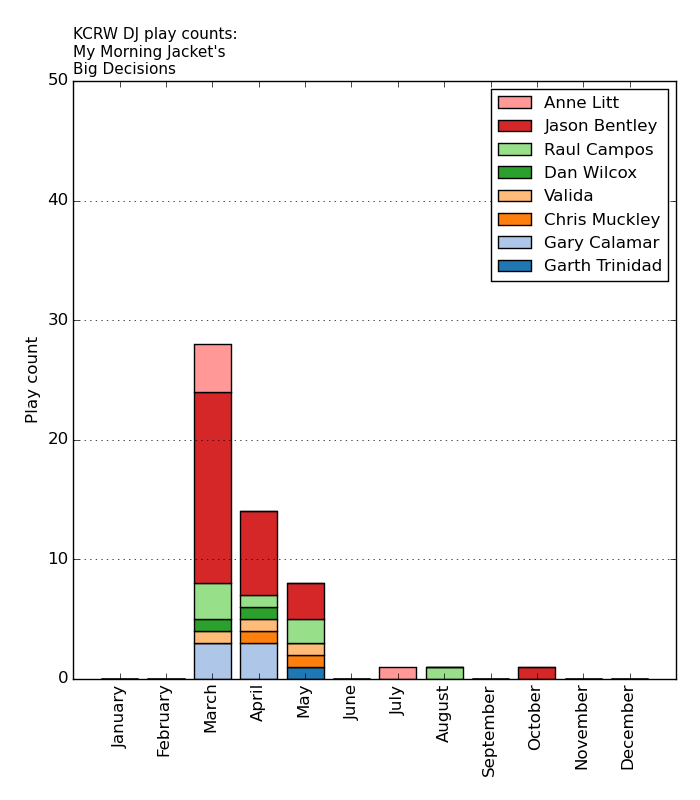 KCRW DJ play counts:
My Morning Jacket's
Big Decisions
50
40
30
20
10
0
Play count
Anne Litt
Jason Bentley
Raul Campos
Dan Wilcox
Valida
Chris Muckley
Gary Calamar
Garth Trinidad
January
February
March
April
May
June
July
August
September
October
November
December